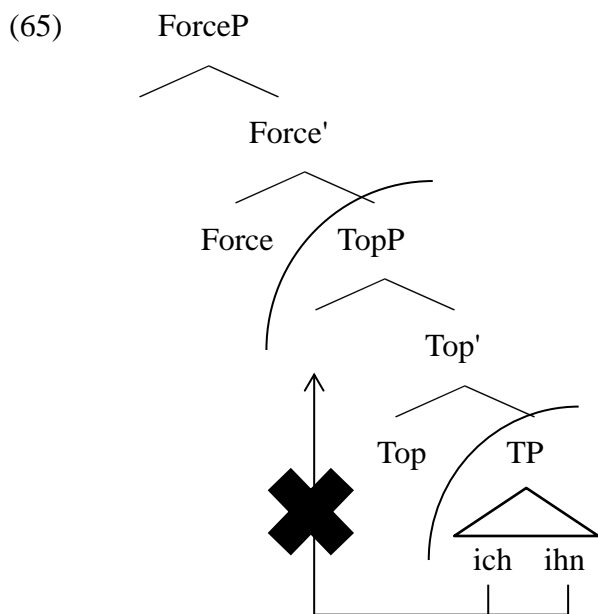 (65) ForceP
Force'
Force TopP
Top'
Top TP
ich ihn